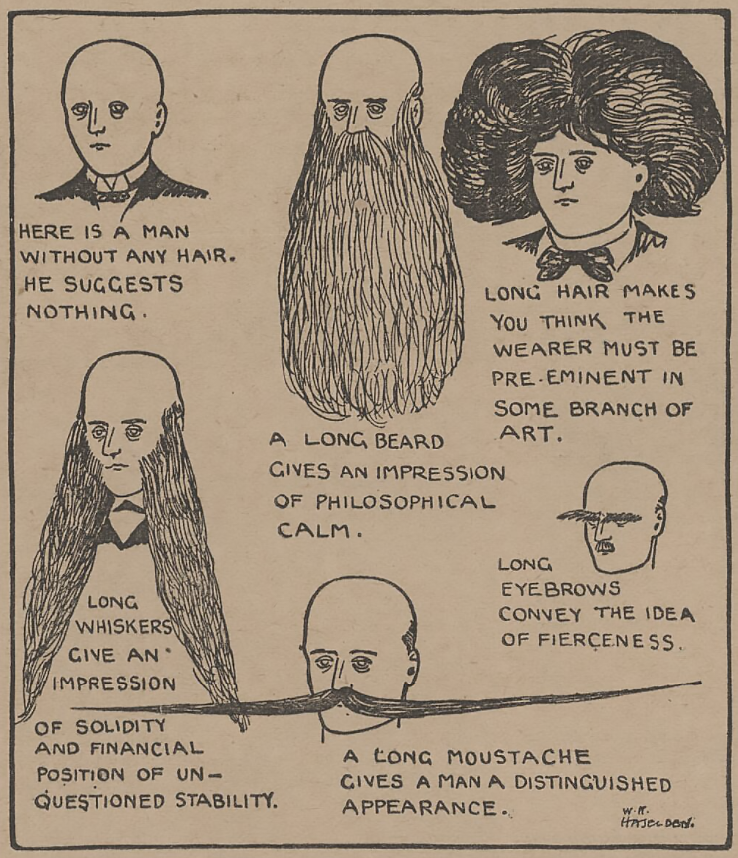 HERE IS A MAN
WITHOUT ANY HAIR.
HE SUGGESTS
NOTHING.
A LONG BEARD
GIVES AN IMPRESSION
OF PHILOSOPHICAL
CALM.
LONG HAIR MAKES
YOU THINK THE
WEARER MUST BE
PRE-EMINENT IN
SOME BRANCH OF
ART.
LONG
WHISKERS
GIVE AN
IMPRESSION
OF SOLIDITY
AND FINANCIAL
POSITION OF UN-
QUESTIONED STABILITY.
LONG
EYEBROWS
CONVEY THE IDEA
OF FIERCENESS.
A LONG MOUSTACHE
GIVES A MAN A DISTINGUISHED
APPEARANCE.
W.K.
HASELDEN.